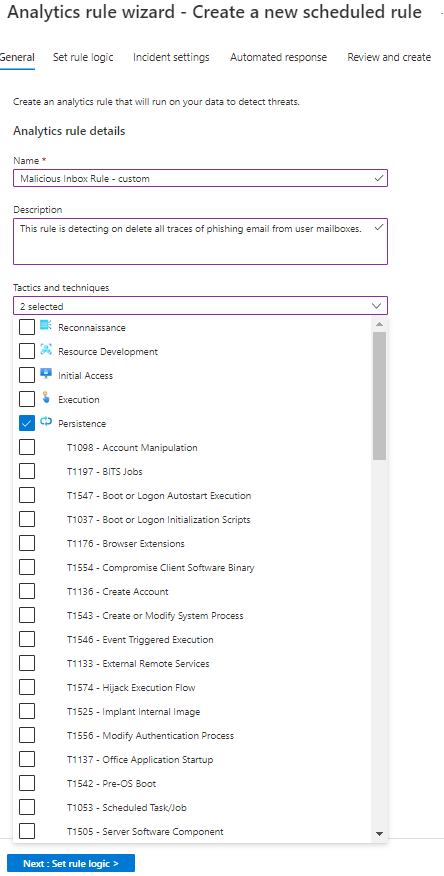 Analytics rule wizard - Create a new scheduled rule
General Set rule logic Incident settings Automated response Review and create
Create an analytics rule that will run on your data to detect threats.
Analytics rule details
Name *
Malicious Inbox Rule - custom
Description
This rule is detecting on delete all traces of phishing email from user mailboxes.
Tactics and techniques
2 selected
Reconnaissance
Resource Development
Initial Access
Execution
Persistence
T1098 - Account Manipulation
T1197 - BITS Jobs
T1547 - Boot or Logon Autostart Execution
T1037 - Boot or Logon Initialization Scripts
T1176 - Browser Extensions
T1554 - Compromise Client Software Binary
T1136 - Create Account
T1543 - Create or Modify System Process
T1546 - Event Triggered Execution
T1133 - External Remote Services
T1574 - Hijack Execution Flow
T1525 - Implant Internal Image
T1556 - Modify Authentication Process
T1137 - Office Application Startup
T1542 - Pre-OS Boot
T1053 - Scheduled Task/Job
T1505 - Server Software Component
Next : Set rule logic >